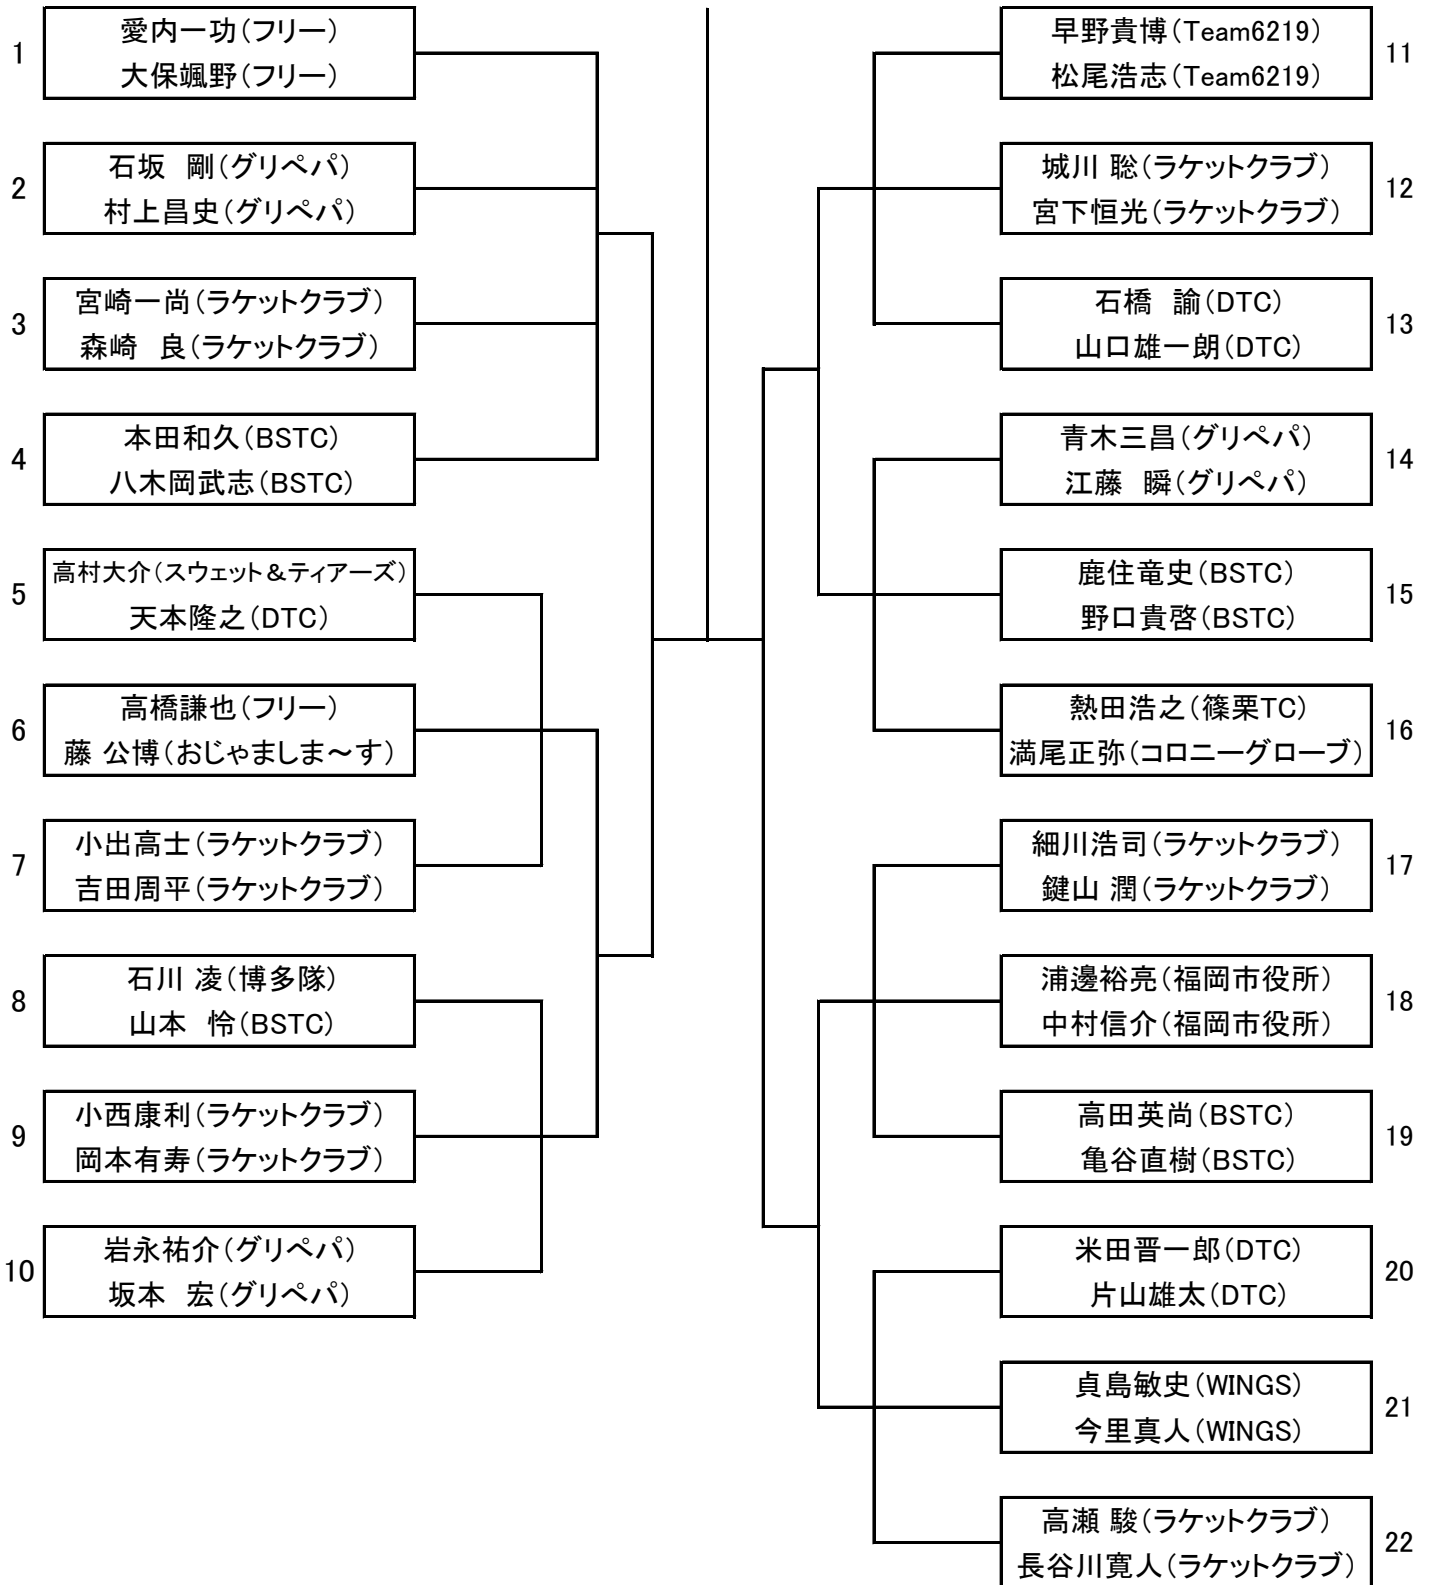 1
愛内一功(フリー)
大保颯野(フリー)
2
石坂　剛(グリペパ)
村上昌史(グリペパ)
3
宮崎一尚(ラケットクラブ)
森崎　良(ラケットクラブ)
4
本田和久(BSTC)
八木岡武志(BSTC)
5
高村大介(スウェット＆ティアーズ)
天本隆之(DTC)
6
高橋謙也(フリー)
藤 公博(おじゃましま～す)
7
小出高士(ラケットクラブ)
吉田周平(ラケットクラブ)
8
石川 凌(博多隊)
山本　怜(BSTC)
9
小西康利(ラケットクラブ)
岡本有寿(ラケットクラブ)
10
岩永祐介(グリペパ)
坂本　宏(グリペパ)
早野貴博(Team6219)
松尾浩志(Team6219)
11
城川 聡(ラケットクラブ)
宮下恒光(ラケットクラブ)
12
石橋　諭(DTC)
山口雄一朗(DTC)
13
青木三昌(グリペパ)
江藤　瞬(グリペパ)
14
鹿住竜史(BSTC)
野口貴啓(BSTC)
15
熱田浩之(篠栗TC)
満尾正弥(コロニーグローブ)
16
細川浩司(ラケットクラブ)
鍵山 潤(ラケットクラブ)
17
浦邊裕亮(福岡市役所)
中村信介(福岡市役所)
18
高田英尚(BSTC)
亀谷直樹(BSTC)
19
米田晋一郎(DTC)
片山雄太(DTC)
20
貞島敏史(WINGS)
今里真人(WINGS)
21
高瀬 駿(ラケットクラブ)
長谷川寛人(ラケットクラブ)
22